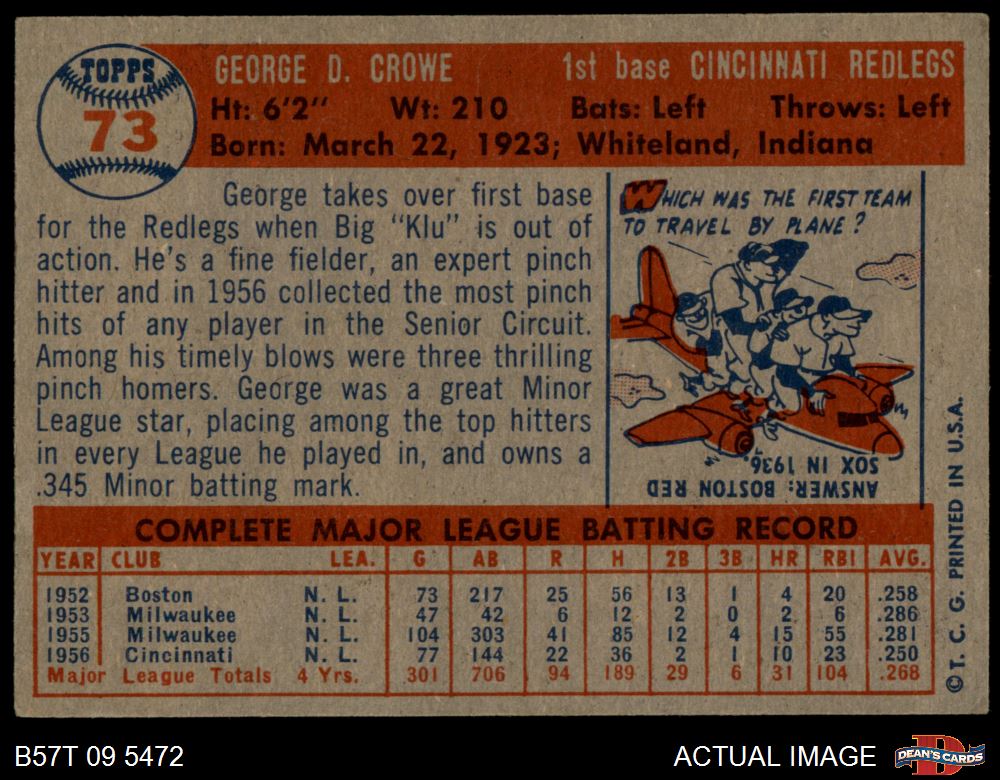 TOPPS
73
GEORGE D. CROWE 1st base CINCINNATI REDLEGS
Ht: 6'2" Wt: 210 Bats: Left Throws: Left
Born: March 22, 1923; Whiteland, Indiana
George takes over first base
for the Redlegs when Big "Klu" is out of
action. He's a fine fielder, an expert pinch
hitter and in 1956 collected the most pinch
hits of any player in the Senior Circuit.
Among his timely blows were three thrilling
pinch homers. George was a great Minor
League star, placing among the top hitters
in every League he played in, and owns a
.345 Minor batting mark.
WHICH WAS THE FIRST TEAM
TO TRAVEL BY PLANE?
ANSWER: BOSTON RED
SOX IN 1936.
COMPLETE MAJOR LEAGUE BATTING RECORD
YEAR CLUB LEA. G AB R H 2B 3B HR RBI AVG.
1952 Boston N. L. 73 217 25 56 13 1 4 20 .258
1953 Milwaukee N. L. 47 42 6 12 2 0 2 6 .286
1955 Milwaukee N. L. 104 303 41 85 12 4 15 55 .281
1956 Cincinnati N. L. 77 144 22 36 2 1 10 23 .250
Major League Totals 4 Yrs. 301 706 94 189 29 6 31 104 .268
© T. C. G. PRINTED IN U.S.A.
B57T 09 5472
ACTUAL IMAGE
DEAN'S CARDS